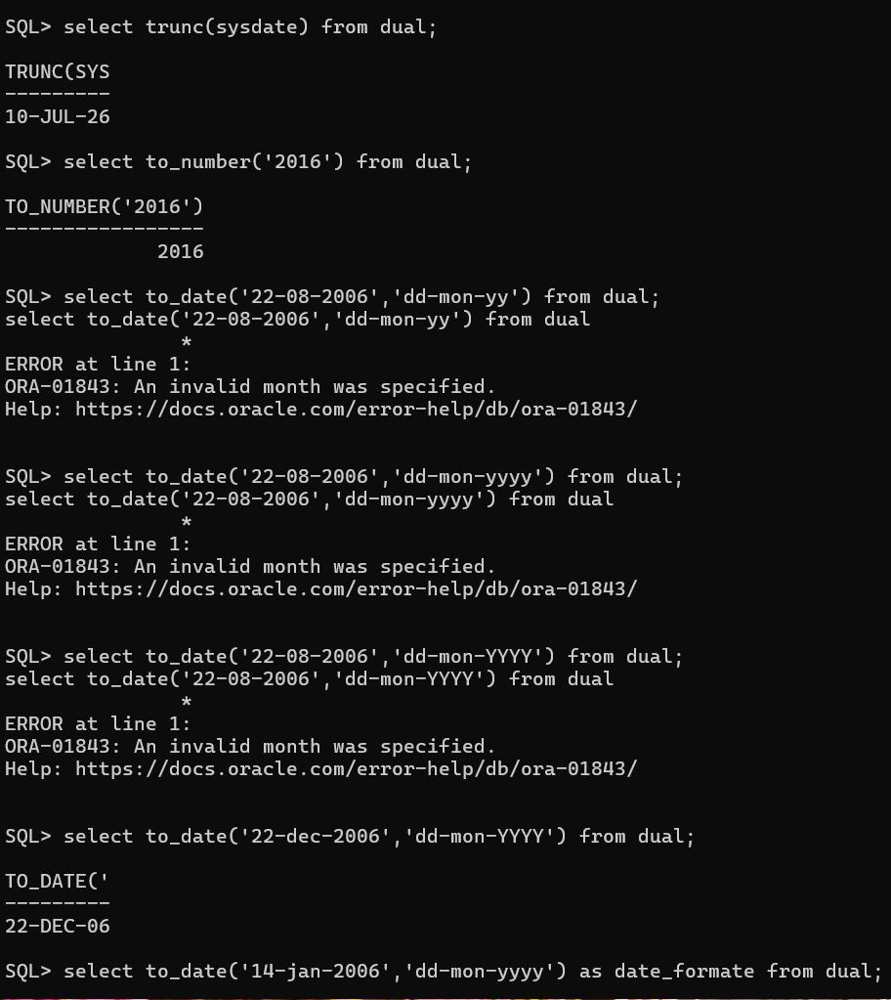 SQL> select trunc(sysdate) from dual;
TRUNC(SYS
---------
10-JUL-26
SQL> select to_number('2016') from dual;
TO_NUMBER('2016')
-----------------
2016
SQL> select to_date('22-08-2006','dd-mon-yy') from dual;
select to_date('22-08-2006','dd-mon-yy') from dual
*
ERROR at line 1:
ORA-01843: An invalid month was specified.
Help: https://docs.oracle.com/error-help/db/ora-01843/
SQL> select to_date('22-08-2006','dd-mon-yyyy') from dual;
select to_date('22-08-2006','dd-mon-yyyy') from dual
*
ERROR at line 1:
ORA-01843: An invalid month was specified.
Help: https://docs.oracle.com/error-help/db/ora-01843/
SQL> select to_date('22-08-2006','dd-mon-YYYY') from dual;
select to_date('22-08-2006','dd-mon-YYYY') from dual
*
ERROR at line 1:
ORA-01843: An invalid month was specified.
Help: https://docs.oracle.com/error-help/db/ora-01843/
SQL> select to_date('22-dec-2006','dd-mon-YYYY') from dual;
TO_DATE('
---------
22-DEC-06
SQL> select to_date('14-jan-2006','dd-mon-yyyy') as date_formate from dual;